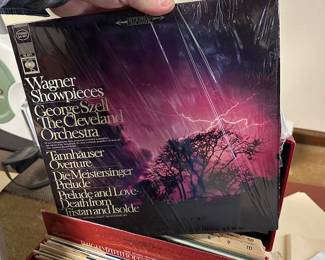 Wagner
Showpieces
George Szell
The Cleveland
Orchestra
Tannhäuser
Overture
Die Meistersinger
Prelude
Prelude and Love-
Death from
Tristan and Isolde